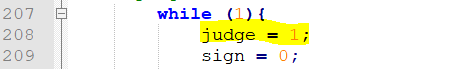 207 while (1){
208 judge = 1;
209 sign = 0;